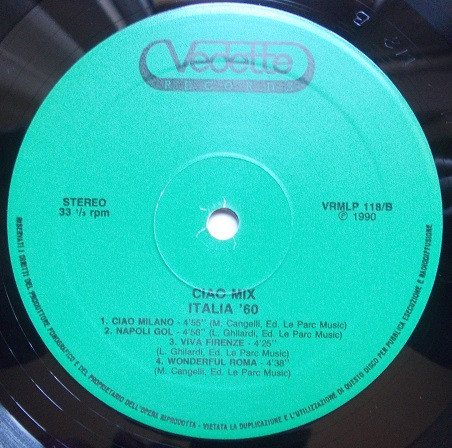 Vedette
RECORDS
STEREO
33 1/3 rpm
VRMLP 118/B
℗ 1990
CIAO MIX
ITALIA '60
1. CIAO MILANO - 4'55" (M. Cangelli, Ed. Le Parc Music)
2. NAPOLI GOL - 4'50" (L. Ghilardi, Ed. Le Parc Music)
3. VIVA FIRENZE - 4'25"
(L. Ghilardi, Ed. Le Parc Music)
4. WONDERFUL ROMA - 4'38"
(M. Cangelli, Ed. Le Parc Music)
RISERVATI I DIRITTI DEL PRODUTTORE FONOGRAFICO E DEL PROPRIETARIO DELL'OPERA RIPRODOTTA - VIETATA LA DUPLICAZIONE E L'UTILIZZAZIONE DI QUESTO DISCO PER PUBBLICA ESECUZIONE E RADIODIFFUSIONE